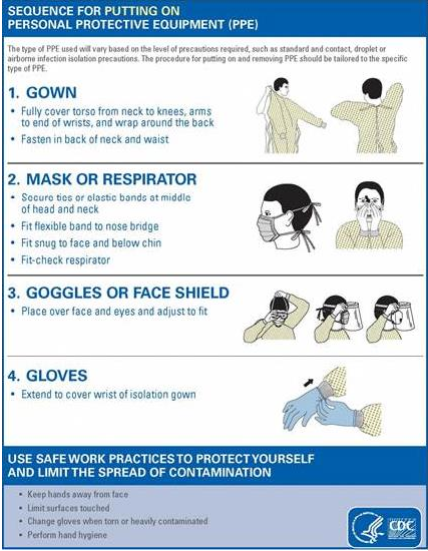 SEQUENCE FOR PUTTING ON
PERSONAL PROTECTIVE EQUIPMENT (PPE)
The type of PPE used will vary based on the level of precautions required, such as standard and contact, droplet or
airborne infection isolation precautions. The procedure for putting on and removing PPE should be tailored to the specific
type of PPE.
1. GOWN
• Fully cover torso from neck to knees, arms
to end of wrists, and wrap around the back
• Fasten in back of neck and waist
2. MASK OR RESPIRATOR
• Secure ties or elastic bands at middle
of head and neck
• Fit flexible band to nose bridge
• Fit snug to face and below chin
• Fit-check respirator
3. GOGGLES OR FACE SHIELD
• Place over face and eyes and adjust to fit
4. GLOVES
• Extend to cover wrist of isolation gown
USE SAFE WORK PRACTICES TO PROTECT YOURSELF
AND LIMIT THE SPREAD OF CONTAMINATION
• Keep hands away from face
• Limit surfaces touched
• Change gloves when torn or heavily contaminated
• Perform hand hygiene
CDC